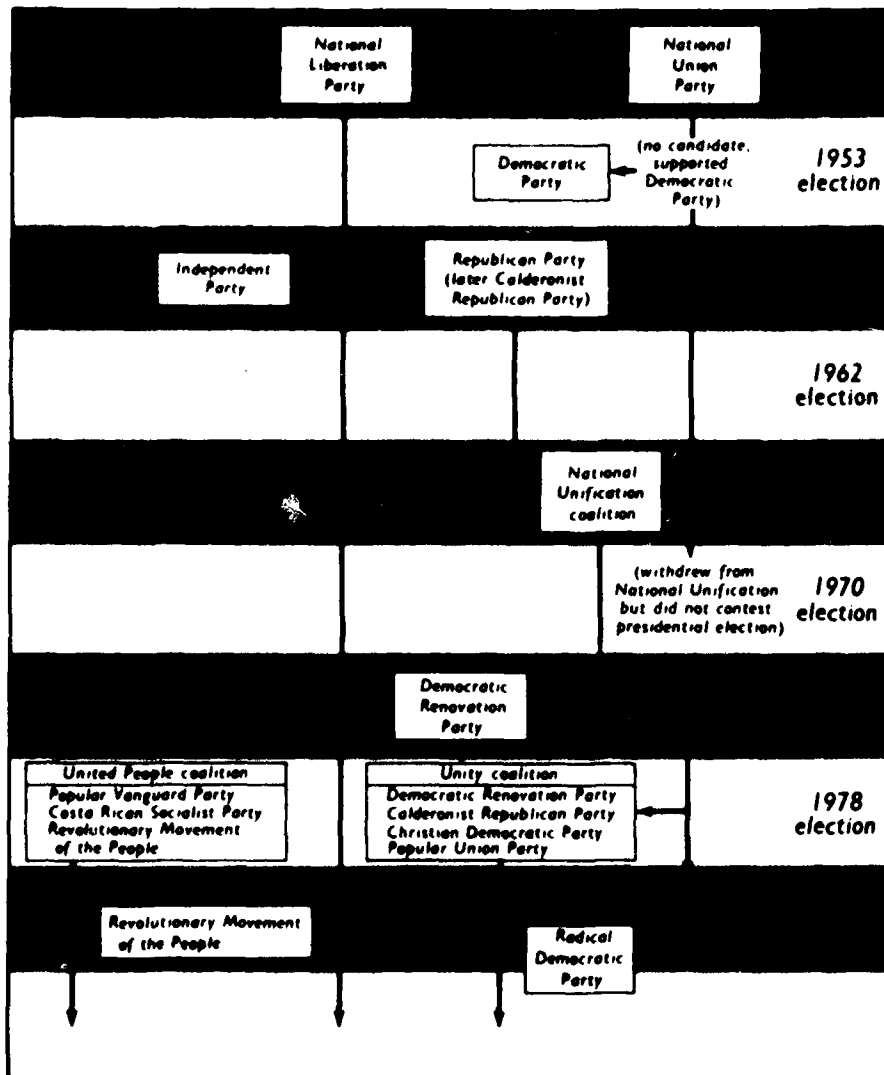 National
Liberation
Party
National
Union
Party
Democratic
Party
(no candidate,
supported
Democratic
Party)
1953
election
Independent
Party
Republican Party
(later Calderonist
Republican Party)
1962
election
National
Unification
coalition
(withdrew from
National Unification
but did not contest
presidential election)
1970
election
Democratic
Renovation
Party
United People coalition
Popular Vanguard Party
Costa Rican Socialist Party
Revolutionary Movement
of the People
Unity coalition
Democratic Renovation Party
Calderonist Republican Party
Christian Democratic Party
Popular Union Party
1978
election
Revolutionary Movement
of the People
Radical
Democratic
Party